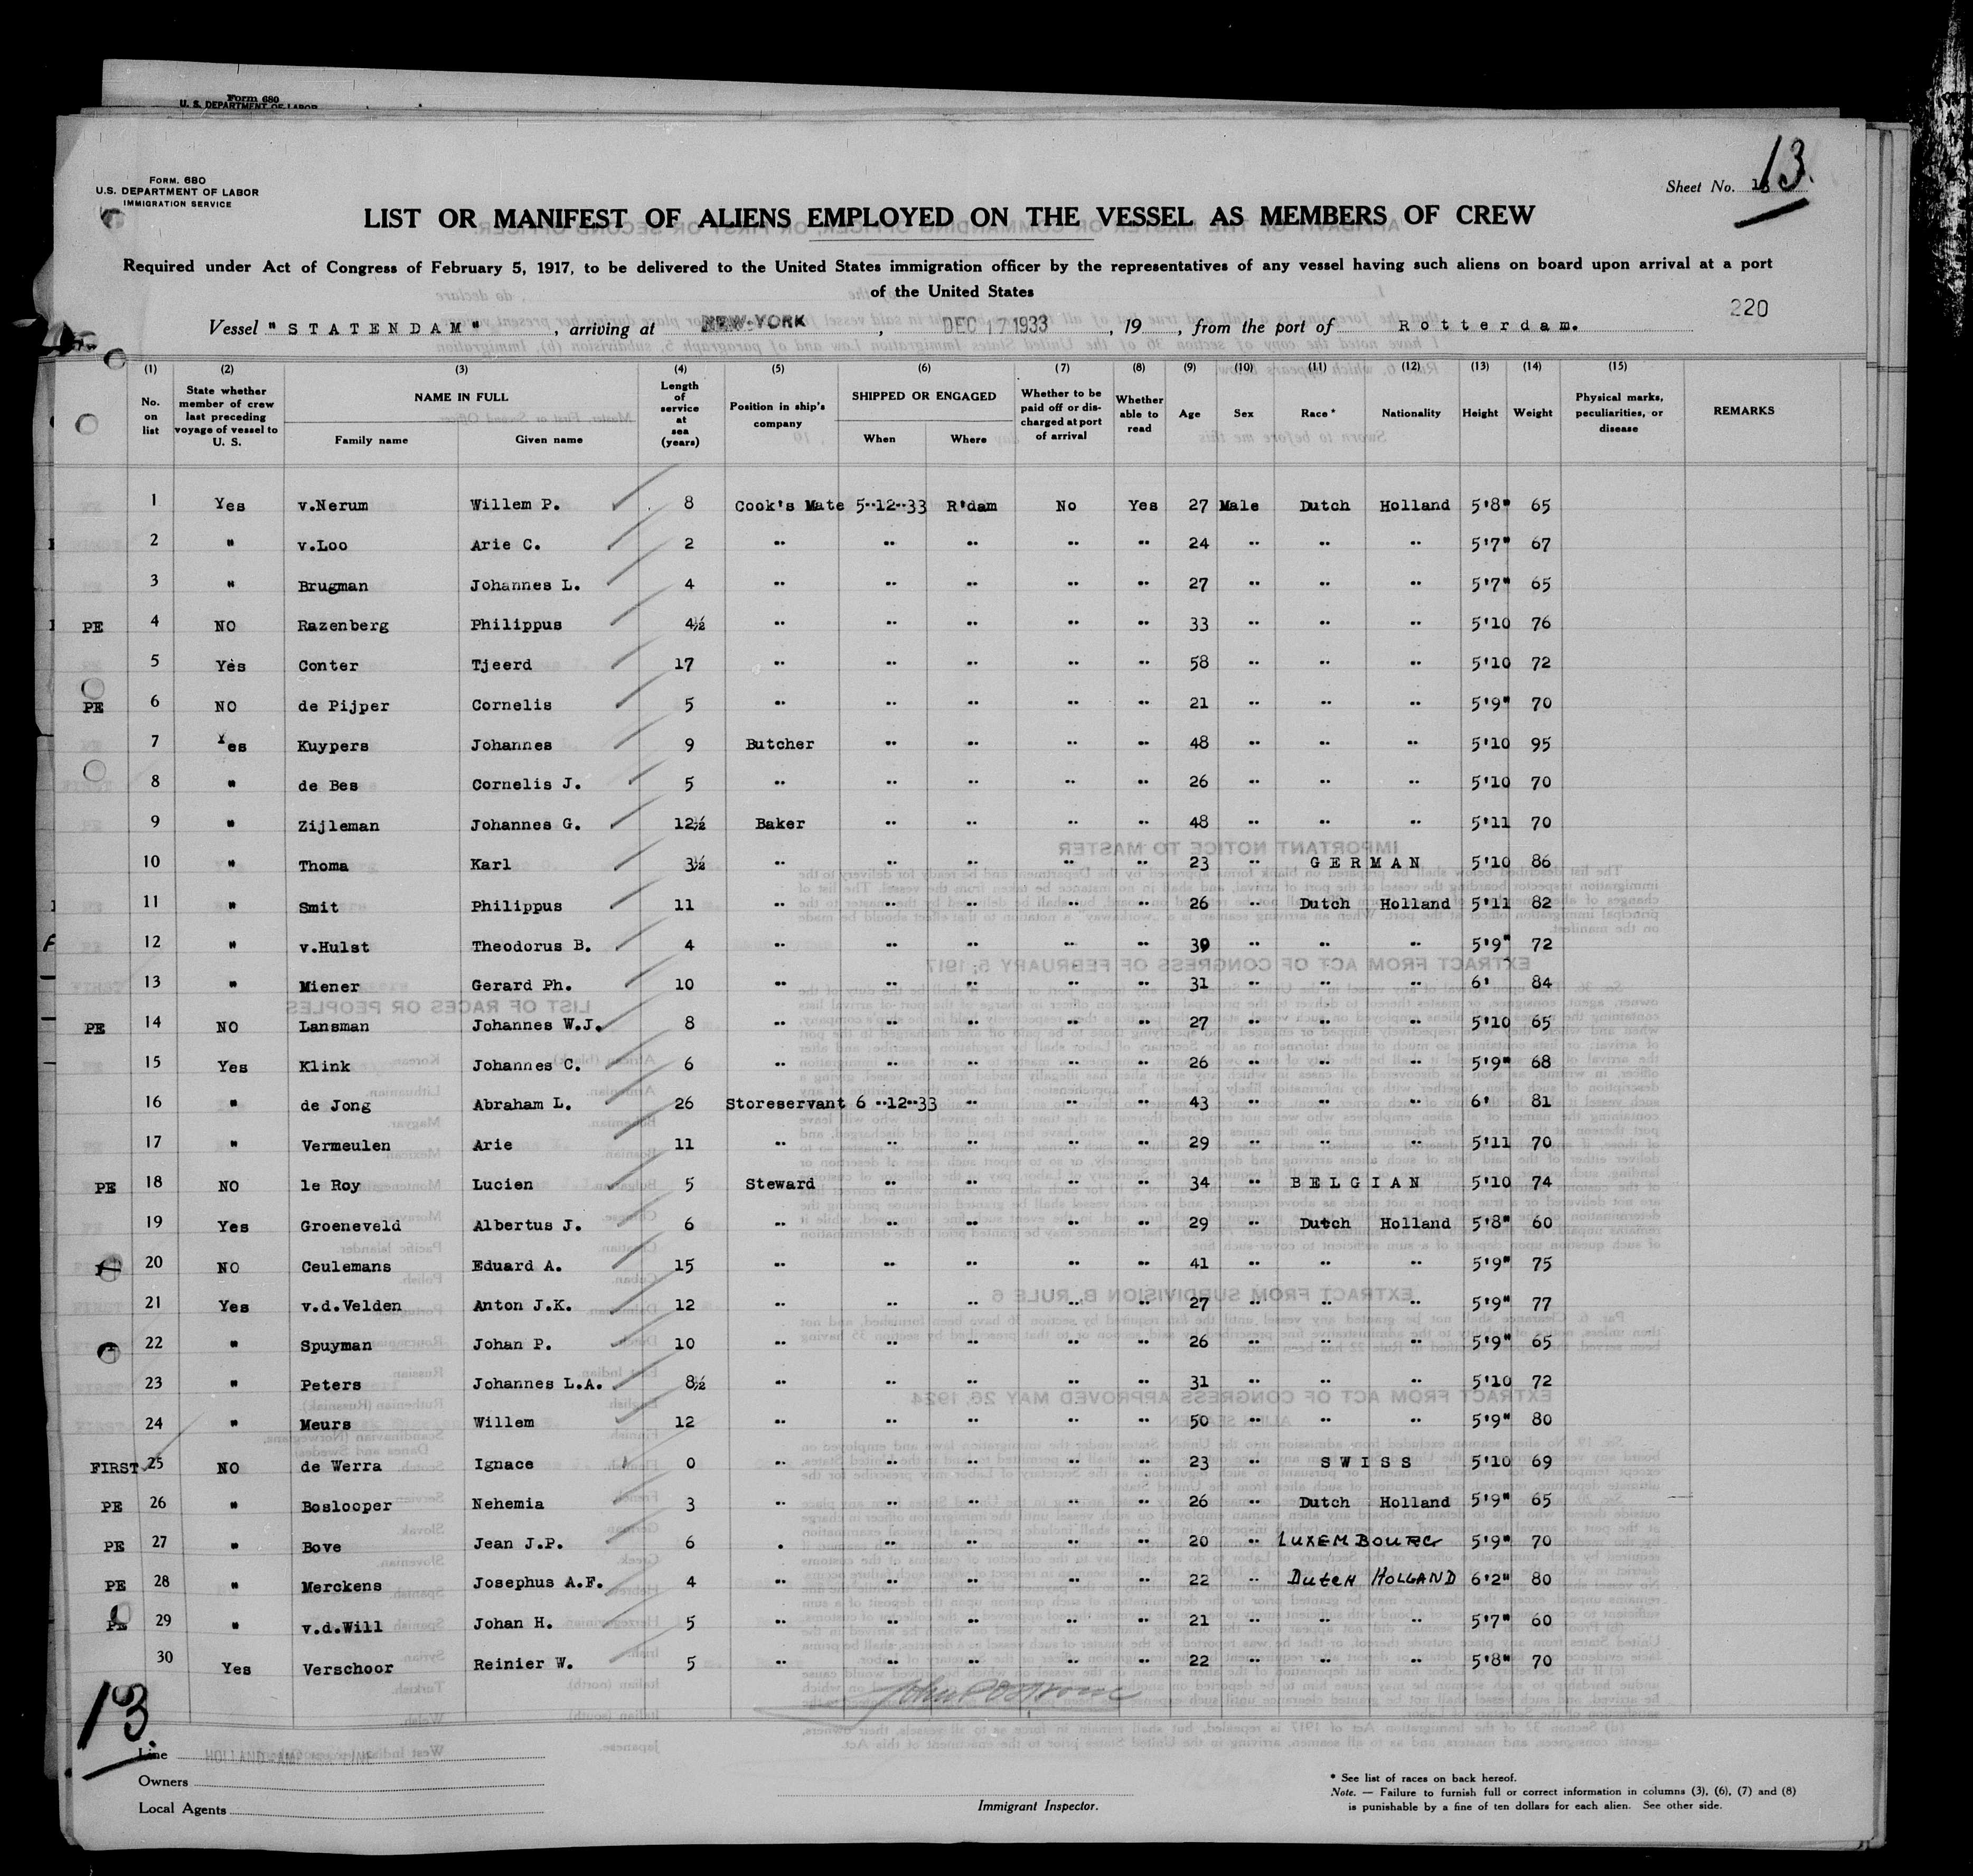 Form 680
U. S. DEPARTMENT OF LABOR
FORM. 680
U.S. DEPARTMENT OF LABOR
IMMIGRATION SERVICE
Sheet No. 13.
LIST OR MANIFEST OF ALIENS EMPLOYED ON THE VESSEL AS MEMBERS OF CREW
Required under Act of Congress of February 5, 1917, to be delivered to the United States immigration officer by the representatives of any vessel having such aliens on board upon arrival at a port
of the United States
220
Vessel "STATENDAM", arriving at NEW-YORK, DEC 17 1933, 19 , from the port of Rotterdam.
(1) (2) (3) (4) (5) (6) (7) (8) (9) (10) (11) (12) (13) (14) (15)
No. on list State whether member of crew last preceding voyage of vessel to U. S. NAME IN FULL Family name Given name Length of service at sea (years) Position in ship's company SHIPPED OR ENGAGED When Where Whether to be paid off or discharged at port of arrival Whether able to read Age Sex Race * Nationality Height Weight Physical marks, peculiarities, or disease REMARKS
1 Yes v.Nerum Willem P. 8 Cook's Mate 5--12--33 R'dam No Yes 27 Male Dutch Holland 5'8" 65
2 " v.Loo Arie C. 2 -- -- -- -- -- 24 -- -- -- 5'7" 67
3 " Brugman Johannes L. 4 -- -- -- -- -- 27 -- -- -- 5'7" 65
PE 4 NO Razenberg Philippus 4½ -- -- -- -- -- 33 -- -- -- 5'10 76
5 Yes Conter Tjeerd 17 -- -- -- -- -- 58 -- -- -- 5'10 72
PE 6 NO de Pijper Cornelis 5 -- -- -- -- -- 21 -- -- -- 5'9" 70
7 Yes Kuypers Johannes 9 Butcher -- -- -- -- 48 -- -- -- 5'10 95
8 " de Bes Cornelis J. 5 -- -- -- -- -- 26 -- -- -- 5'10 70
9 " Zijleman Johannes G. 12½ Baker -- -- -- -- 48 -- -- -- 5'11 70
10 " Thoma Karl 3½ -- -- -- -- -- 23 -- GERMAN 5'10 86
11 " Smit Philippus 11 -- -- -- -- -- 26 -- Dutch Holland 5'11 82
12 " v.Hulst Theodorus B. 4 -- -- -- -- -- 39 -- -- -- 5'9" 72
13 " Miener Gerard Ph. 10 -- -- -- -- -- 31 -- -- -- 6' 84
PE 14 NO Lansman Johannes W.J. 8 -- -- -- -- -- 27 -- -- -- 5'10 65
15 Yes Klink Johannes C. 6 -- -- -- -- -- 26 -- -- -- 5'9" 68
16 " de Jong Abraham L. 26 Storeservant 6 --12--33 -- -- -- 43 -- -- -- 6' 81
17 " Vermeulen Arie 11 -- -- -- -- -- 29 -- -- -- 5'11 70
PE 18 NO le Roy Lucien 5 Steward -- -- -- -- 34 -- BELGIAN 5'10 74
19 Yes Groeneveld Albertus J. 6 -- -- -- -- -- 29 -- Dutch Holland 5'8" 60
20 NO Ceulemans Eduard A. 15 -- -- -- -- -- 41 -- -- -- 5'9" 75
21 Yes v.d.Velden Anton J.K. 12 -- -- -- -- -- 27 -- -- -- 5'9" 77
22 " Spuyman Johan P. 10 -- -- -- -- -- 26 -- -- -- 5'9" 65
23 " Peters Johannes L.A. 8½ -- -- -- -- -- 31 -- -- -- 5'10 72
24 " Meurs Willem 12 -- -- -- -- -- 50 -- -- -- 5'9" 80
FIRST 25 NO de Werra Ignace 0 -- -- -- -- -- 23 -- SWISS 5'10 69
PE 26 " Boslooper Nehemia 3 -- -- -- -- -- 26 -- Dutch Holland 5'9" 65
PE 27 " Bove Jean J.P. 6 . -- -- -- -- 20 -- LUXEMBOURG 5'9" 70
PE 28 " Merckens Josephus A.F. 4 -- -- -- -- -- 22 -- Dutch HOLLAND 6'2" 80
PE 29 " v.d.Will Johan H. 5 -- -- -- -- -- 21 -- -- -- 5'7" 60
30 Yes Verschoor Reinier W. 5 -- -- -- -- -- 22 -- -- -- 5'8" 70
13.
Line HOLLAND-AMERICA LINE
Owners
Local Agents
Immigrant Inspector.
* See list of races on back hereof.
Note. — Failure to furnish full or correct information in columns (3), (6), (7) and (8)
is punishable by a fine of ten dollars for each alien. See other side.